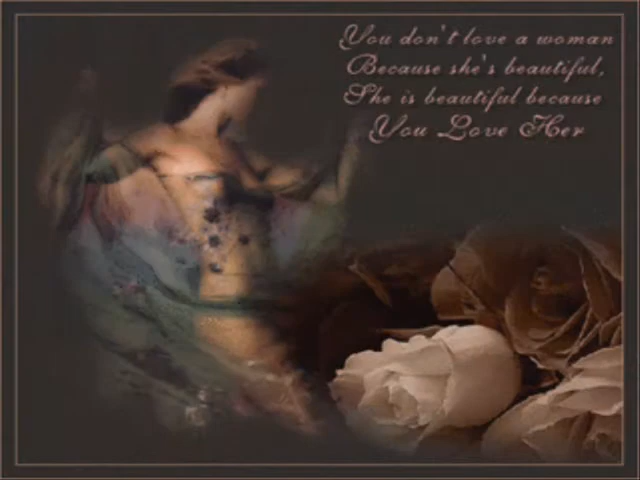 You don't love a woman
Because she's beautiful,
She is beautiful because
You Love Her